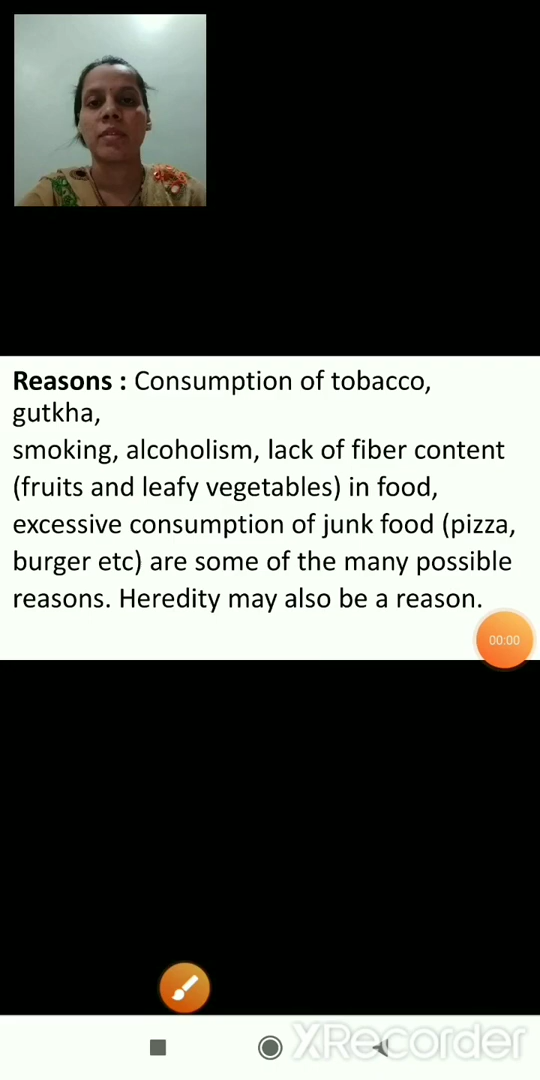 Reasons : Consumption of tobacco,
gutkha,
smoking, alcoholism, lack of fiber content
(fruits and leafy vegetables) in food,
excessive consumption of junk food (pizza,
burger etc) are some of the many possible
reasons. Heredity may also be a reason.
00:00
XRecorder